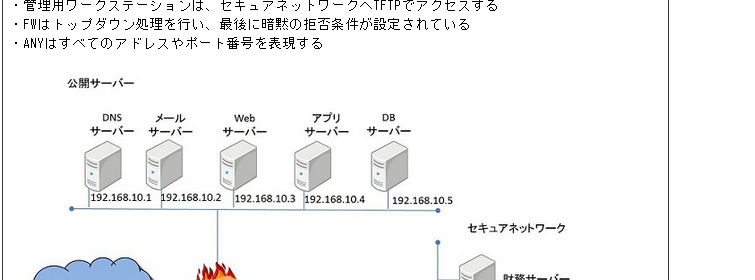 ・管理用ワークステーションは、セキュアネットワークへTFTPでアクセスする
・FWはトップダウン処理を行い、最後に暗黙の拒否条件が設定されている
・ANYはすべてのアドレスやポート番号を表現する
公開サーバー
DNS サーバー
メール サーバー
Web サーバー
アプリ サーバー
DB サーバー
192.168.10.1 192.168.10.2 192.168.10.3 192.168.10.4 192.168.10.5
セキュアネットワーク
財務サーバー